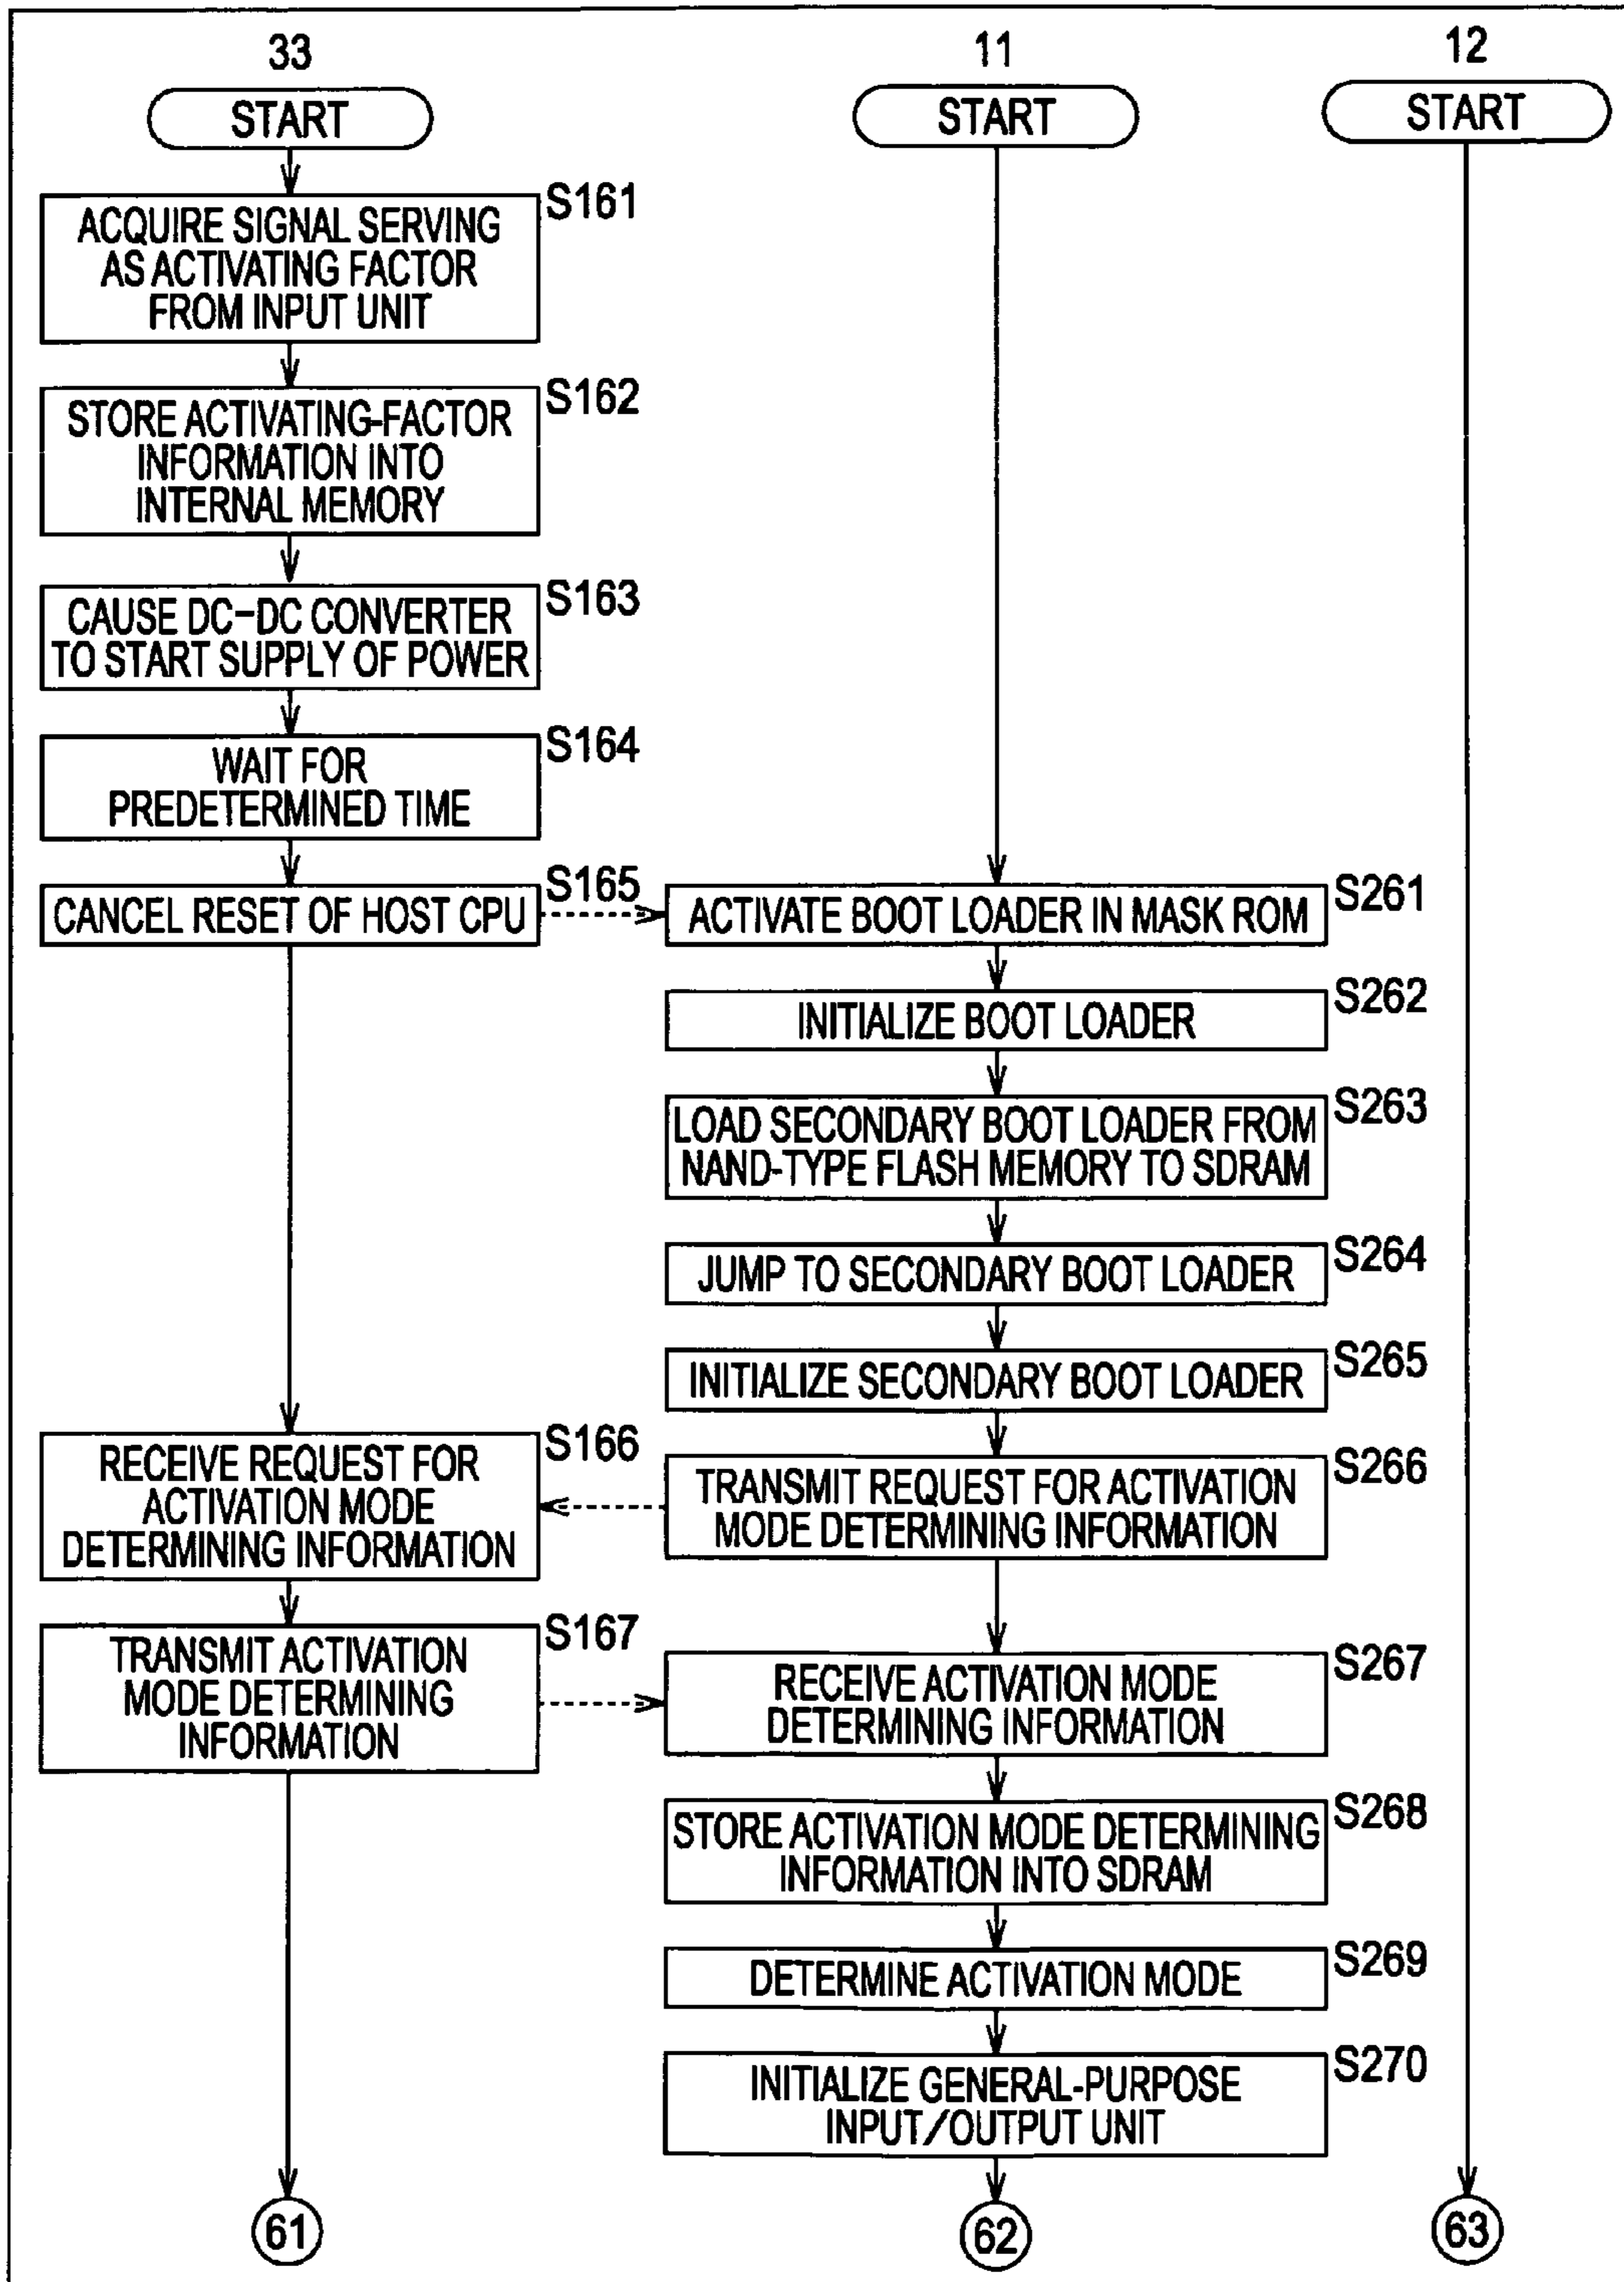 33
START
ACQUIRE SIGNAL SERVING
AS ACTIVATING FACTOR
FROM INPUT UNIT
S161
STORE ACTIVATING-FACTOR
INFORMATION INTO
INTERNAL MEMORY
S162
CAUSE DC-DC CONVERTER
TO START SUPPLY OF POWER
S163
WAIT FOR
PREDETERMINED TIME
S164
CANCEL RESET OF HOST CPU
S165
RECEIVE REQUEST FOR
ACTIVATION MODE
DETERMINING INFORMATION
S166
TRANSMIT ACTIVATION
MODE DETERMINING
INFORMATION
S167
61
11
START
ACTIVATE BOOT LOADER IN MASK ROM
S261
INITIALIZE BOOT LOADER
S262
LOAD SECONDARY BOOT LOADER FROM
NAND-TYPE FLASH MEMORY TO SDRAM
S263
JUMP TO SECONDARY BOOT LOADER
S264
INITIALIZE SECONDARY BOOT LOADER
S265
TRANSMIT REQUEST FOR ACTIVATION
MODE DETERMINING INFORMATION
S266
RECEIVE ACTIVATION MODE
DETERMINING INFORMATION
S267
STORE ACTIVATION MODE DETERMINING
INFORMATION INTO SDRAM
S268
DETERMINE ACTIVATION MODE
S269
INITIALIZE GENERAL-PURPOSE
INPUT/OUTPUT UNIT
S270
62
12
START
63